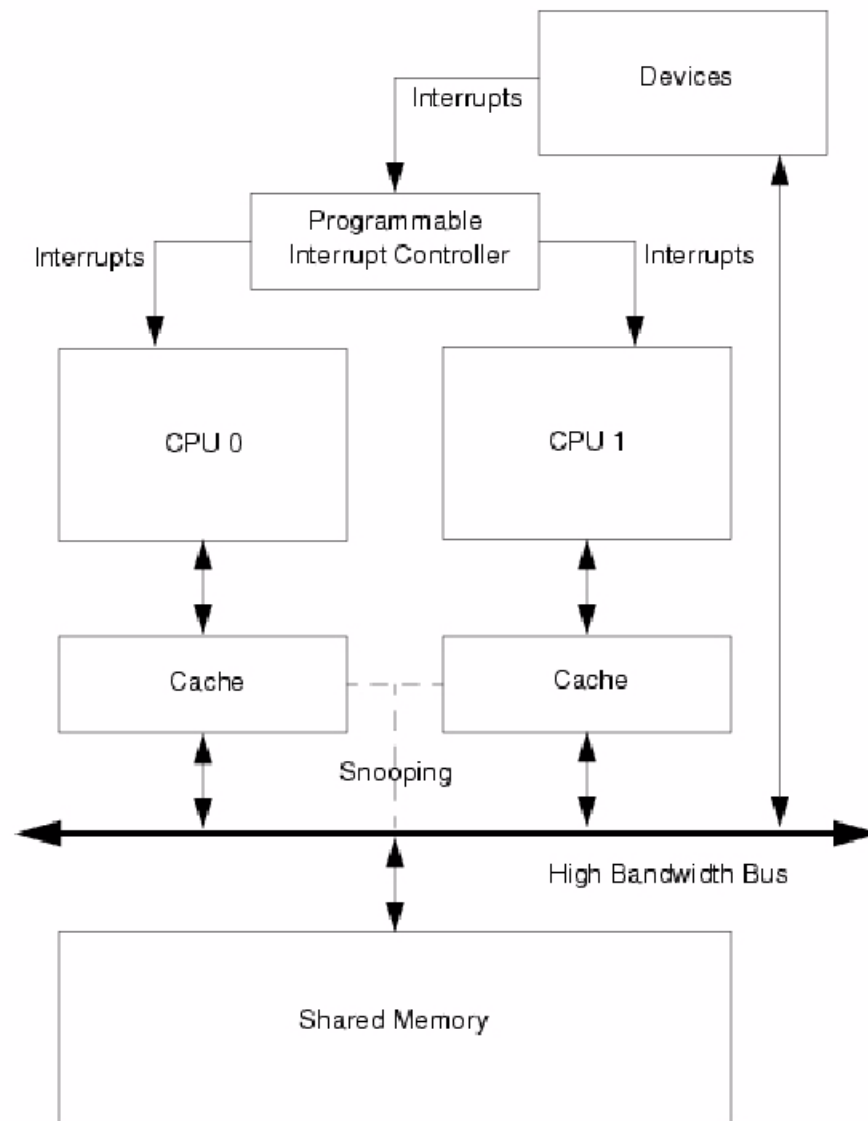 Devices
Interrupts
Programmable
Interrupt Controller
Interrupts
Interrupts
CPU 0
CPU 1
Cache
Cache
Snooping
High Bandwidth Bus
Shared Memory